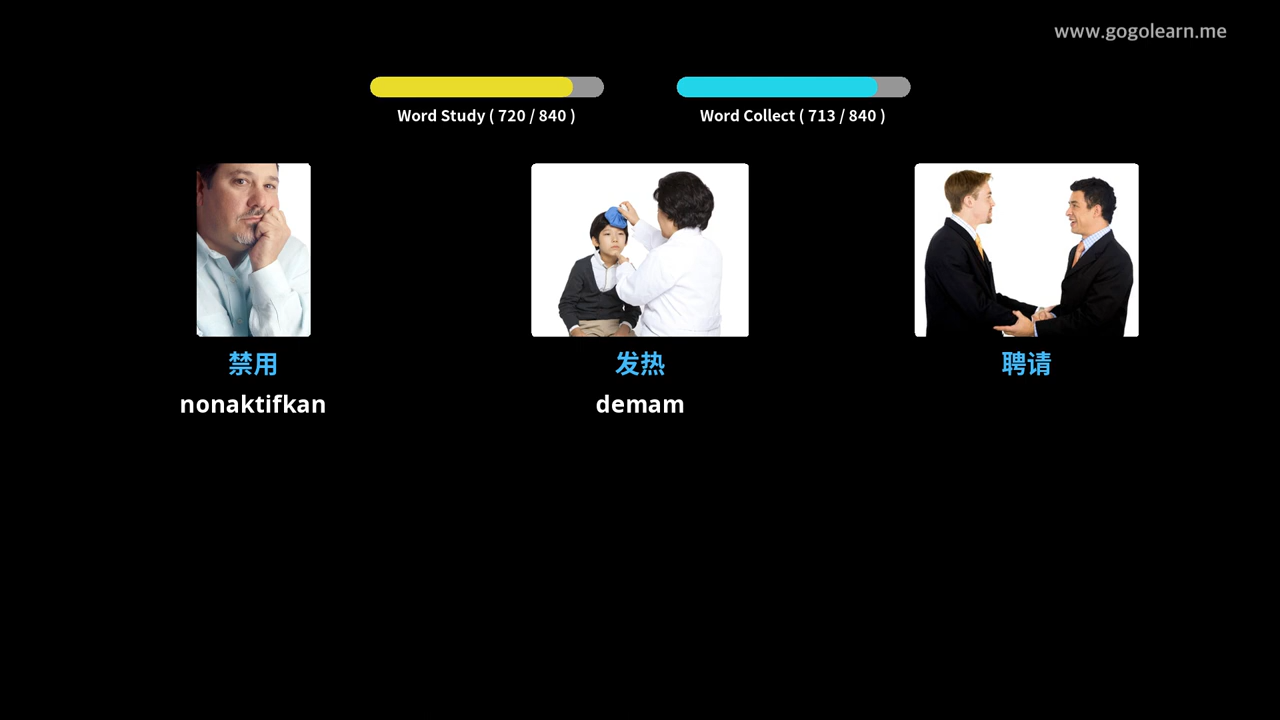 www.gogolearn.me
Word Study ( 720 / 840 )
Word Collect ( 713 / 840 )
禁用
发热
聘请
nonaktifkan
demam